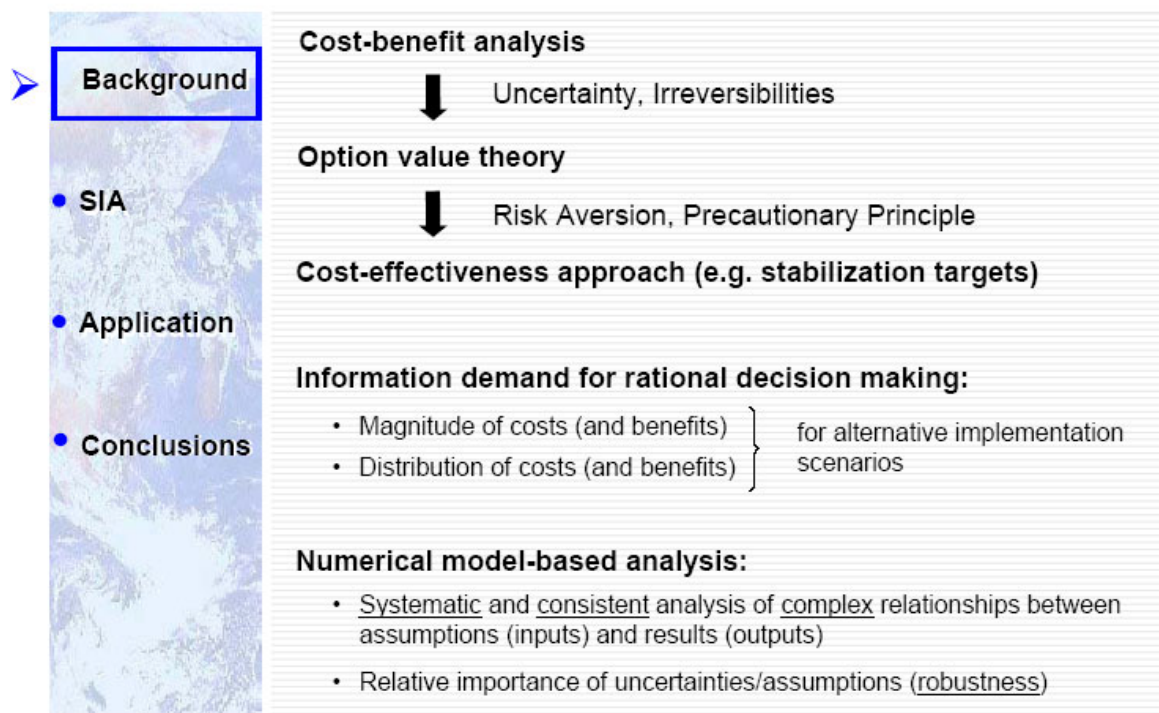 Background
• SIA
• Application
• Conclusions
Cost-benefit analysis
Uncertainty, Irreversibilities
Option value theory
Risk Aversion, Precautionary Principle
Cost-effectiveness approach (e.g. stabilization targets)
Information demand for rational decision making:
• Magnitude of costs (and benefits)
• Distribution of costs (and benefits)
for alternative implementation
scenarios
Numerical model-based analysis:
• Systematic and consistent analysis of complex relationships between
assumptions (inputs) and results (outputs)
• Relative importance of uncertainties/assumptions (robustness)